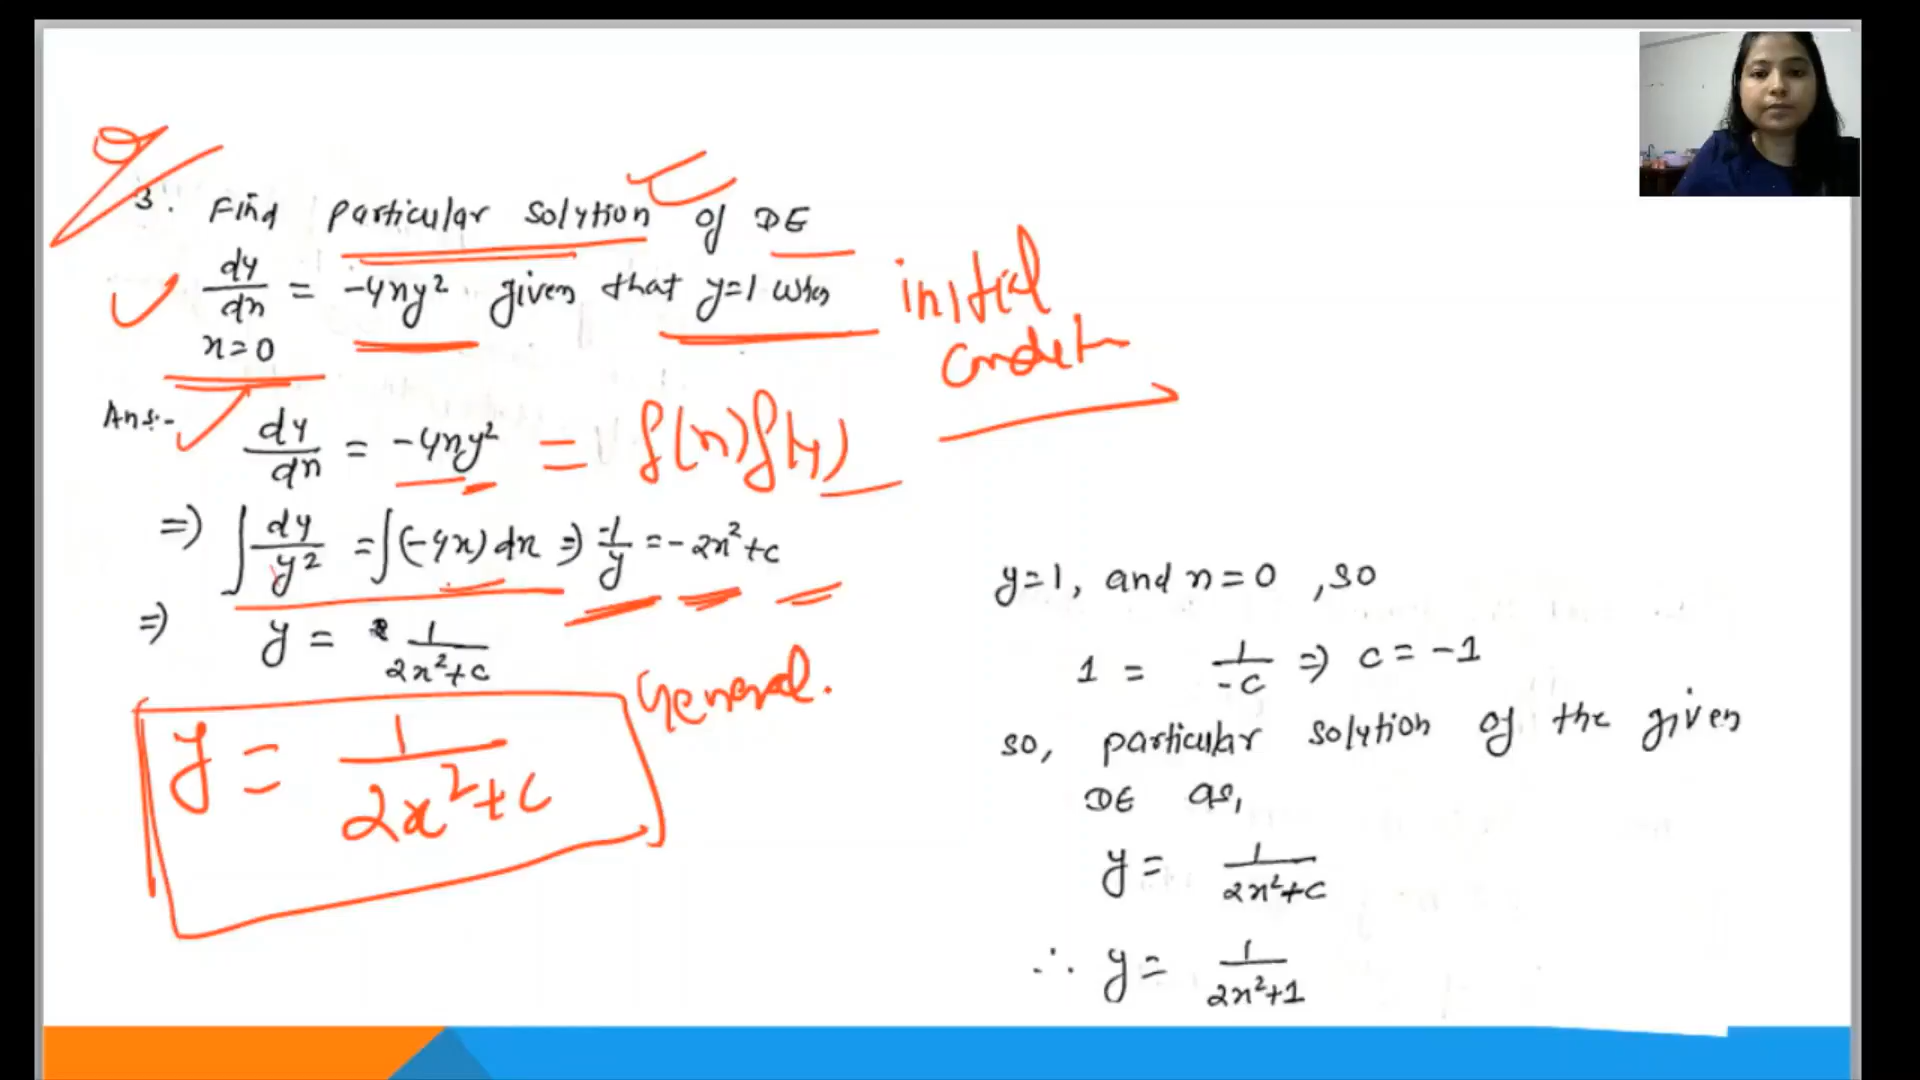 3. Find particular solution of DE
dy/dx = -4xy² given that y=1 when
x=0
initial
Ans:- dy/dx = -4xy² = f(x)f(y)
=> ∫ dy/y² = ∫(-4x) dx => -1/y = -2x²+c
=> y = 1/2x²+c
General.
y = 1/2x²+c
y=1, and x=0, so
1 = 1/-c => c = -1
so, particular solution of the given
DE as,
y = 1/2x²+c
∴ y = 1/2x²+1